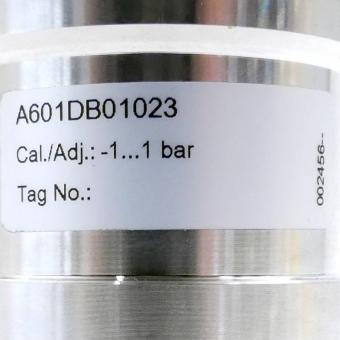 A601DB01023
Cal./Adj.: -1...1 bar
Tag No.:
002456--